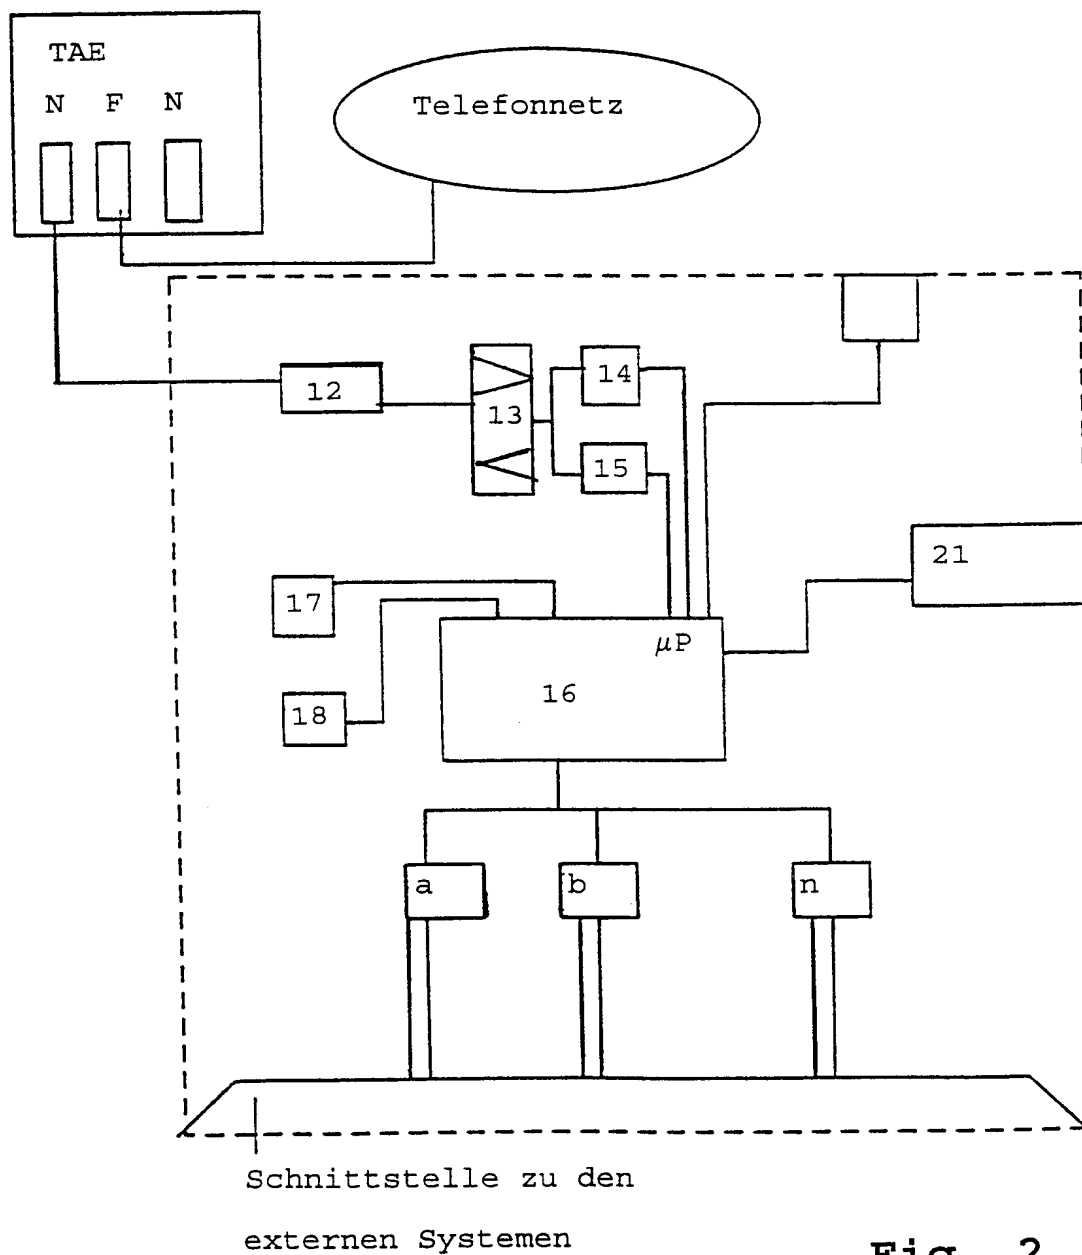 TAE
N F N
Telefonnetz
12
13
14
15
21
17
μP
16
18
a
b
n
Schnittstelle zu den
externen Systemen
Fig. 2